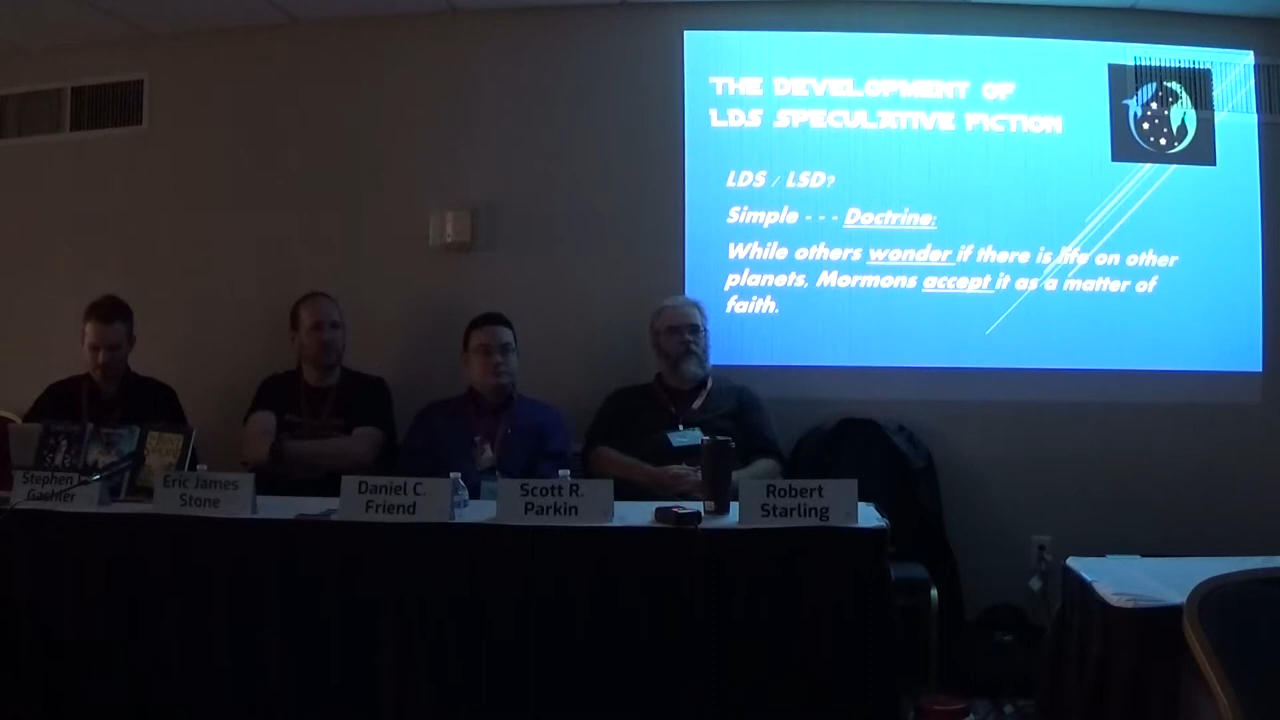 THE DEVELOPMENT OF
LDS SPECULATIVE FICTION
LDS / LSD?
Simple - - - Doctrine:
While others wonder if there is life on other
planets, Mormons accept it as a matter of
faith.
Stephen
Gashler
Eric James
Stone
Daniel C.
Friend
Scott R.
Parkin
Robert
Starling